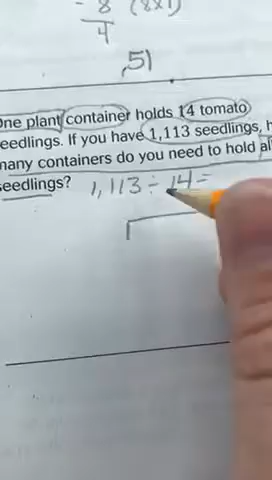 - 8 (8x1)
4
.51
One plant container holds 14 tomato
seedlings. If you have 1,113 seedlings, h
many containers do you need to hold al
seedlings? 1,113 ÷ 14=